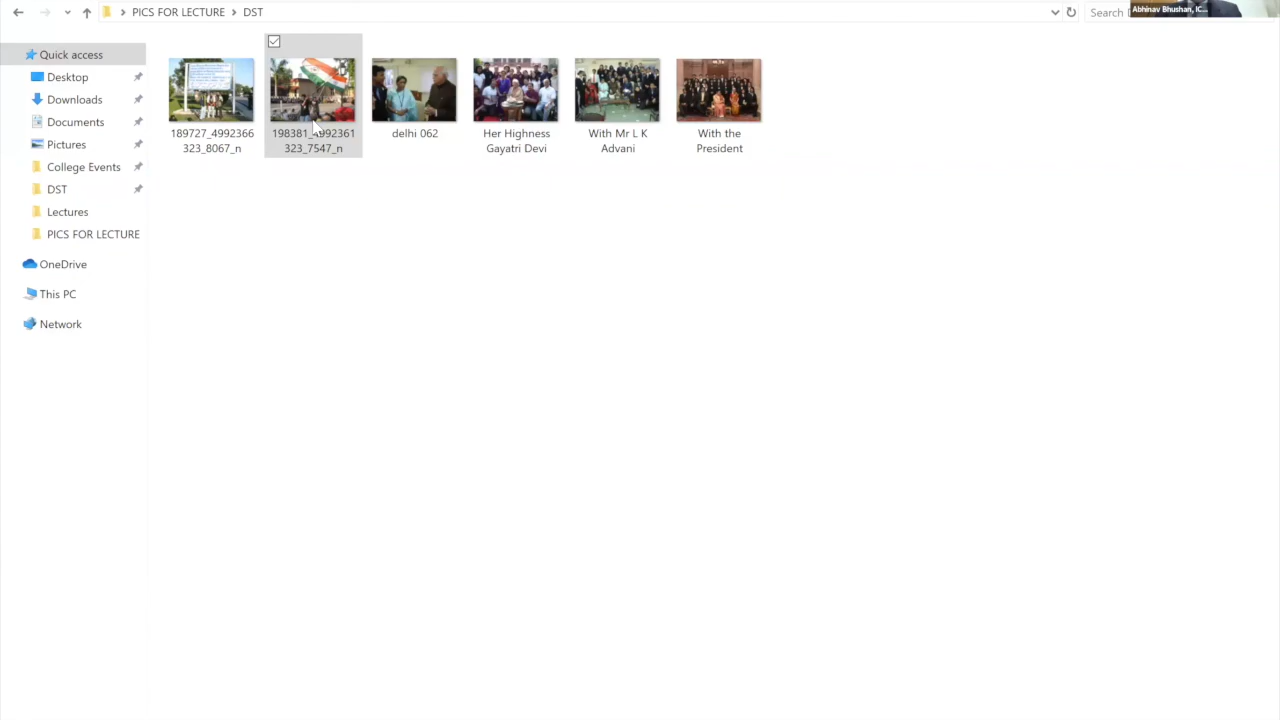 PICS FOR LECTURE > DST
Search
Abhinav Bhushan, IC...
Quick access
Desktop
Downloads
Documents
Pictures
College Events
DST
Lectures
PICS FOR LECTURE
OneDrive
This PC
Network
189727_4992366
323_8067_n
198381_4992361
323_7547_n
delhi 062
Her Highness
Gayatri Devi
With Mr L K
Advani
With the
President